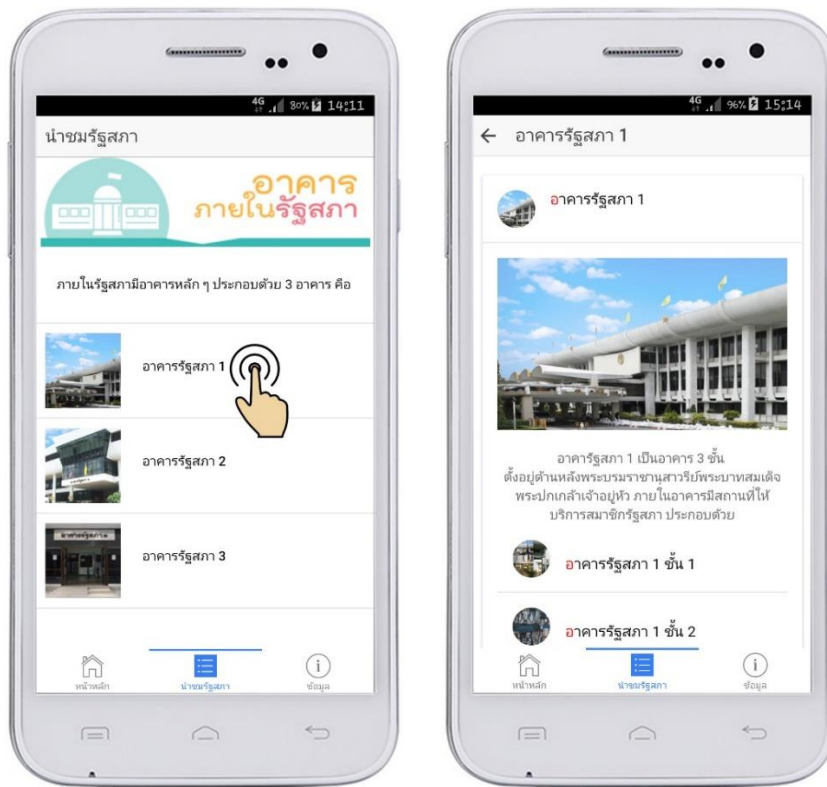 4G 80% 14:11
นำชมรัฐสภา
อาคาร
ภายในรัฐสภา
ภายในรัฐสภามีอาคารหลัก ๆ ประกอบด้วย 3 อาคาร คือ
อาคารรัฐสภา 1
อาคารรัฐสภา 2
อาคารรัฐสภา 3
หน้าหลัก นำชมรัฐสภา ข้อมูล
4G 96% 15:14
← อาคารรัฐสภา 1
อาคารรัฐสภา 1
อาคารัฐสภา 1 เป็นอาคาร 3 ชั้น
ตั้งอยู่ด้านหลังพระบรมราชานุสาวรีย์พระบาทสมเด็จ
พระปกเกล้าเจ้าอยู่หัว ภายในอาคารมีสถานที่ให้
บริการสมาชิกรัฐสภา ประกอบด้วย
อาคารรัฐสภา 1 ชั้น 1
อาคารรัฐสภา 1 ชั้น 2
หน้าหลัก นำชมรัฐสภา ข้อมูล